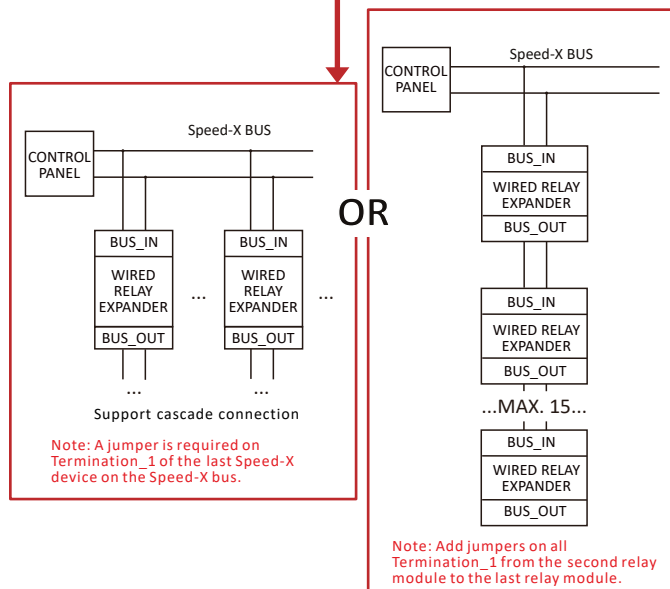 Speed-X BUS
CONTROL
PANEL
BUS_IN
BUS_IN
WIRED
RELAY
EXPANDER
...
WIRED
RELAY
EXPANDER
...
BUS_OUT
BUS_OUT
...
...
Support cascade connection
Note: A jumper is required on
Termination_1 of the last Speed-X
device on the Speed-X bus.
OR
Speed-X BUS
CONTROL
PANEL
BUS_IN
WIRED RELAY
EXPANDER
BUS_OUT
BUS_IN
WIRED RELAY
EXPANDER
BUS_OUT
...MAX. 15...
BUS_IN
WIRED RELAY
EXPANDER
BUS_OUT
Note: Add jumpers on all
Termination_1 from the second relay
module to the last relay module.